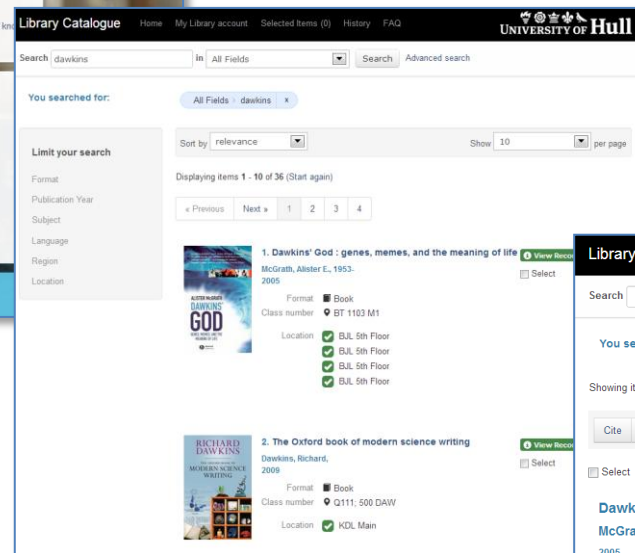 kno
Library Catalogue Home My Library account Selected Items (0) History FAQ
UNIVERSITY OF Hull
Search dawkins in All Fields Search Advanced search
You searched for: All Fields › dawkins x
Limit your search
Format
Publication Year
Subject
Language
Region
Location
Sort by relevance Show 10 per page
Displaying items 1 - 10 of 36 (Start again)
« Previous Next » 1 2 3 4
ALISTER McGRATH
DAWKINS'
GOD
1. Dawkins' God : genes, memes, and the meaning of life View Reco
McGrath, Alister E., 1953-
2005
Select
Format Book
Class number BT 1103 M1
Location BJL 5th Floor
BJL 5th Floor
BJL 5th Floor
BJL 5th Floor
RICHARD
DAWKINS
MODERN SCIENCE
WRITING
2. The Oxford book of modern science writing View Reco
Dawkins, Richard,
2009
Select
Format Book
Class number Q111; 500 DAW
Location KDL Main
Library
Search
You se
Showing it
Cite
Select
Dawk
McGra
2005